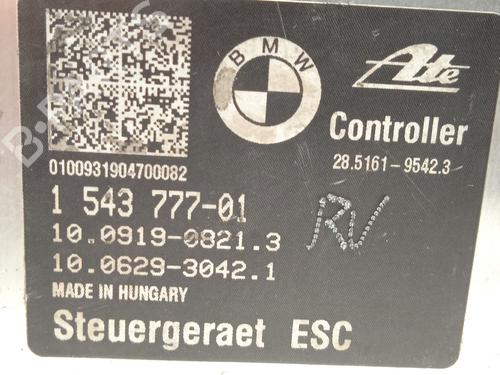 BMW
Ate
Controller
28.5161-9542.3
0100931904700082
1 543 777-01
10.0919-0821.3
10.0629-3042.1
RV
MADE IN HUNGARY
Steuergeraet ESC